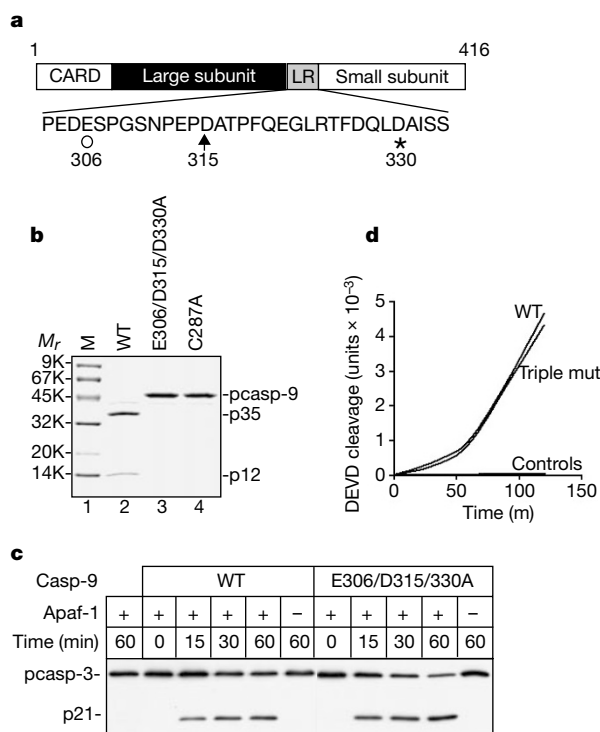 a
1 416
CARD Large subunit LR Small subunit
PEDESPGSNPEPDATPFQEGLRTFDQLDAISS
*
306 315 330
b
Mr M WT E306/D315/D330A C287A
9K-
67K-
45K-
32K-
20K-
14K-
-pcasp-9
-p35
-p12
1 2 3 4
d
DEVD cleavage (units × 10⁻³)
5
4
3
2
1
0
0 50 100 150
Time (m)
WT
Triple mut
Controls
c
Casp-9 WT E306/D315/330A
Apaf-1 + + + + + − + + + + −
Time (min) 60 0 15 30 60 60 0 15 30 60 60
pcasp-3-
p21-